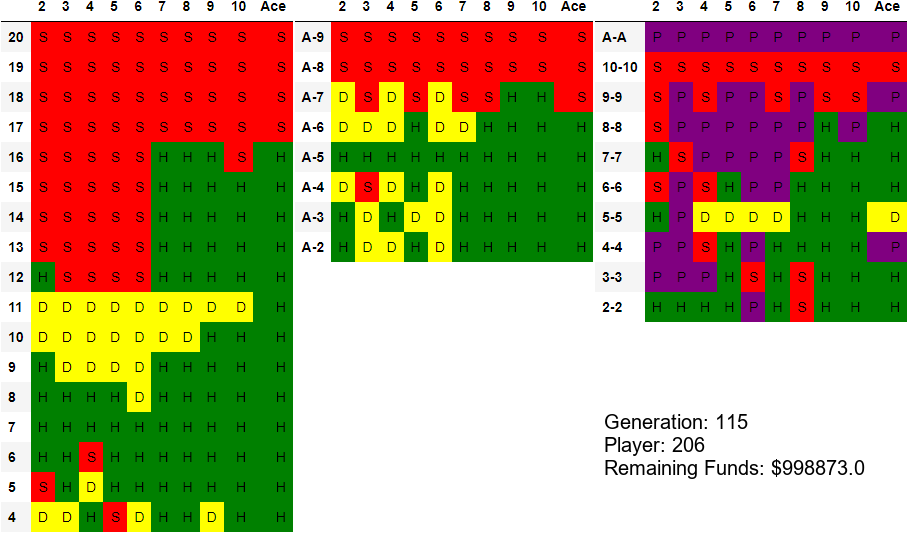 2 3 4 5 6 7 8 9 10 Ace
20 S S S S S S S S S S
19 S S S S S S S S S S
18 S S S S S S S S S S
17 S S S S S S S S S S
16 S S S S S H H H S H
15 S S S S S H H H H H
14 S S S S S H H H H H
13 S S S S S H H H H H
12 H S S S S H H H H H
11 D D D D D D D D D H
10 D D D D D D D H H H
9 H D D D D H H H H H
8 H H H H D H H H H H
7 H H H H H H H H H H
6 H H S H H H H H H H
5 S H D H H H H H H H
4 D D H S D H H D H H
2 3 4 5 6 7 8 9 10 Ace
A-9 S S S S S S S S S S
A-8 S S S S S S S S S S
A-7 D S D S D S S H H S
A-6 D D D H D D H H H H
A-5 H H H H H H H H H H
A-4 D S D H D H H H H H
A-3 H D H D D H H H H H
A-2 H D D H D H H H H H
2 3 4 5 6 7 8 9 10 Ace
A-A P P P P P P P P P P
10-10 S S S S S S S S S S
9-9 S P S P P S P S S P
8-8 S P P P P P P H P H
7-7 H S P P P P S H H H
6-6 S P S H P P H H H H
5-5 H P D D D D H H H D
4-4 P P S H P H H H H P
3-3 P P P H S H S H H H
2-2 H H H H P H S H H H
Generation: 115
Player: 206
Remaining Funds: $998873.0